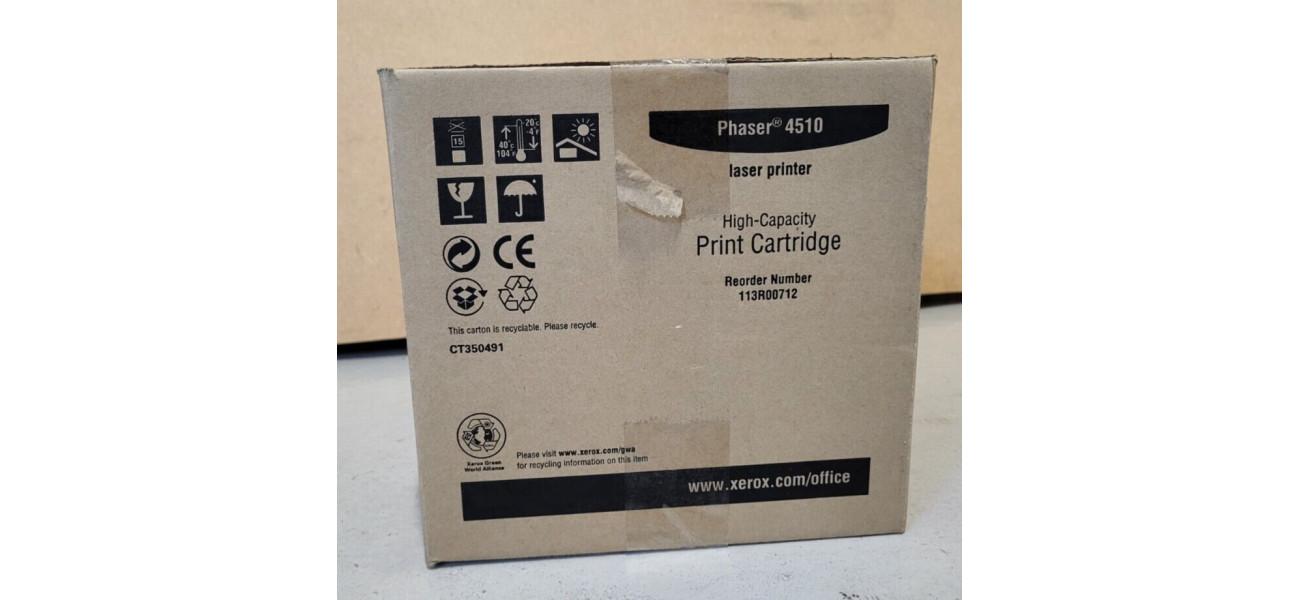 15
-20°C
-4°F
40°C
104°F
Phaser® 4510
laser printer
High-Capacity
Print Cartridge
Reorder Number
113R00712
CE
This carton is recyclable. Please recycle.
CT350491
Xerox Green
World Alliance
Please visit www.xerox.com/gwa
for recycling information on this item
www.xerox.com/office